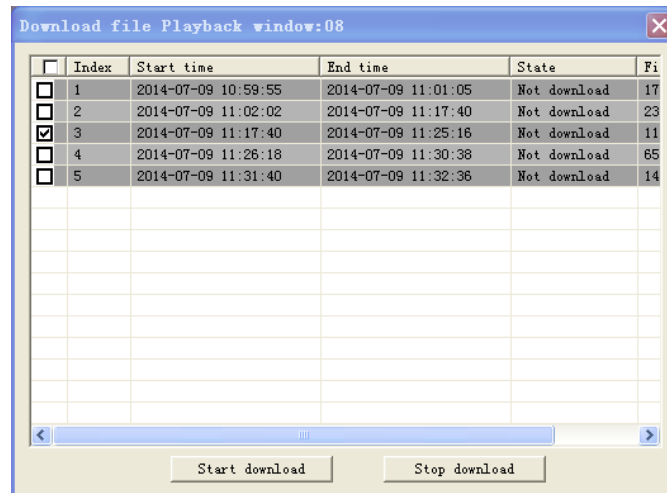 Download file Playback window:08
Index Start time End time State Fi
1 2014-07-09 10:59:55 2014-07-09 11:01:05 Not download 17
2 2014-07-09 11:02:02 2014-07-09 11:17:40 Not download 23
3 2014-07-09 11:17:40 2014-07-09 11:25:16 Not download 11
4 2014-07-09 11:26:18 2014-07-09 11:30:38 Not download 65
5 2014-07-09 11:31:40 2014-07-09 11:32:36 Not download 14
Start download Stop download